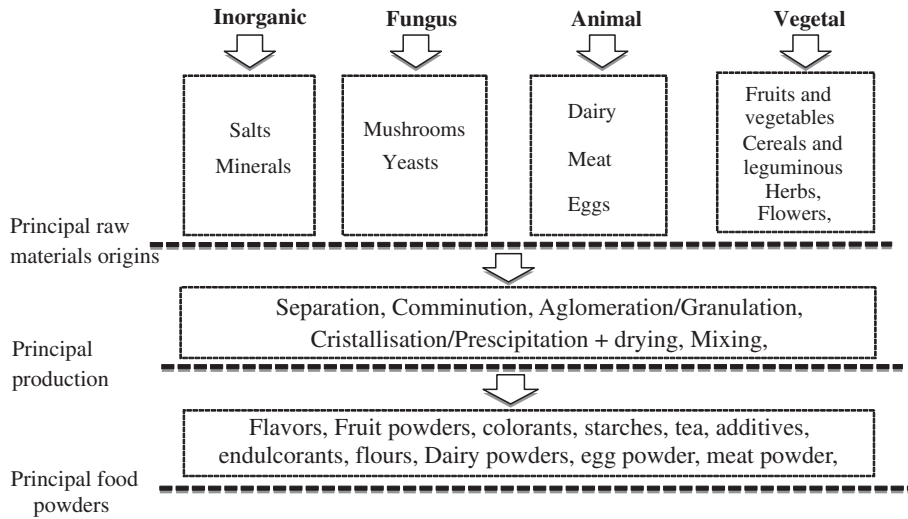 Inorganic
Fungus
Animal
Vegetal
Salts
Minerals
Mushrooms
Yeasts
Dairy
Meat
Eggs
Fruits and
vegetables
Cereals and
leguminous
Herbs,
Flowers,
Principal raw
materials origins
Separation, Comminution, Aglomeration/Granulation,
Cristallisation/Prescipitation + drying, Mixing,
Principal
production
Flavors, Fruit powders, colorants, starches, tea, additives,
endulcorants, flours, Dairy powders, egg powder, meat powder,
Principal food
powders